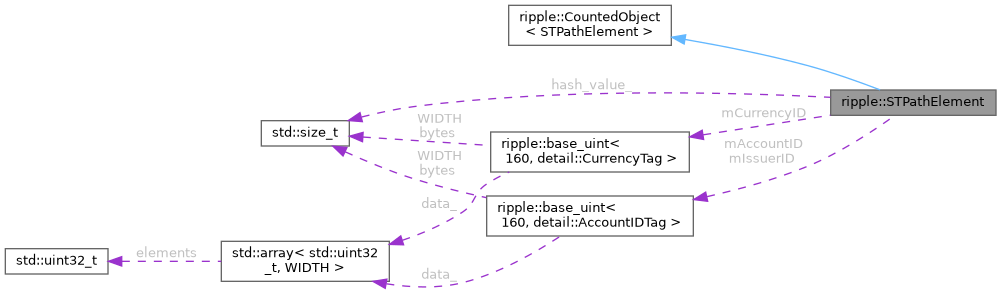 ripple::CountedObject
< STPathElement >
hash_value_
ripple::STPathElement
mCurrencyID
WIDTH
bytes
std::size_t
ripple::base_uint<
160, detail::CurrencyTag >
mAccountID
mIssuerID
WIDTH
bytes
data_
ripple::base_uint<
160, detail::AccountIDTag >
elements
std::uint32_t
std::array< std::uint32
_t, WIDTH >
data_